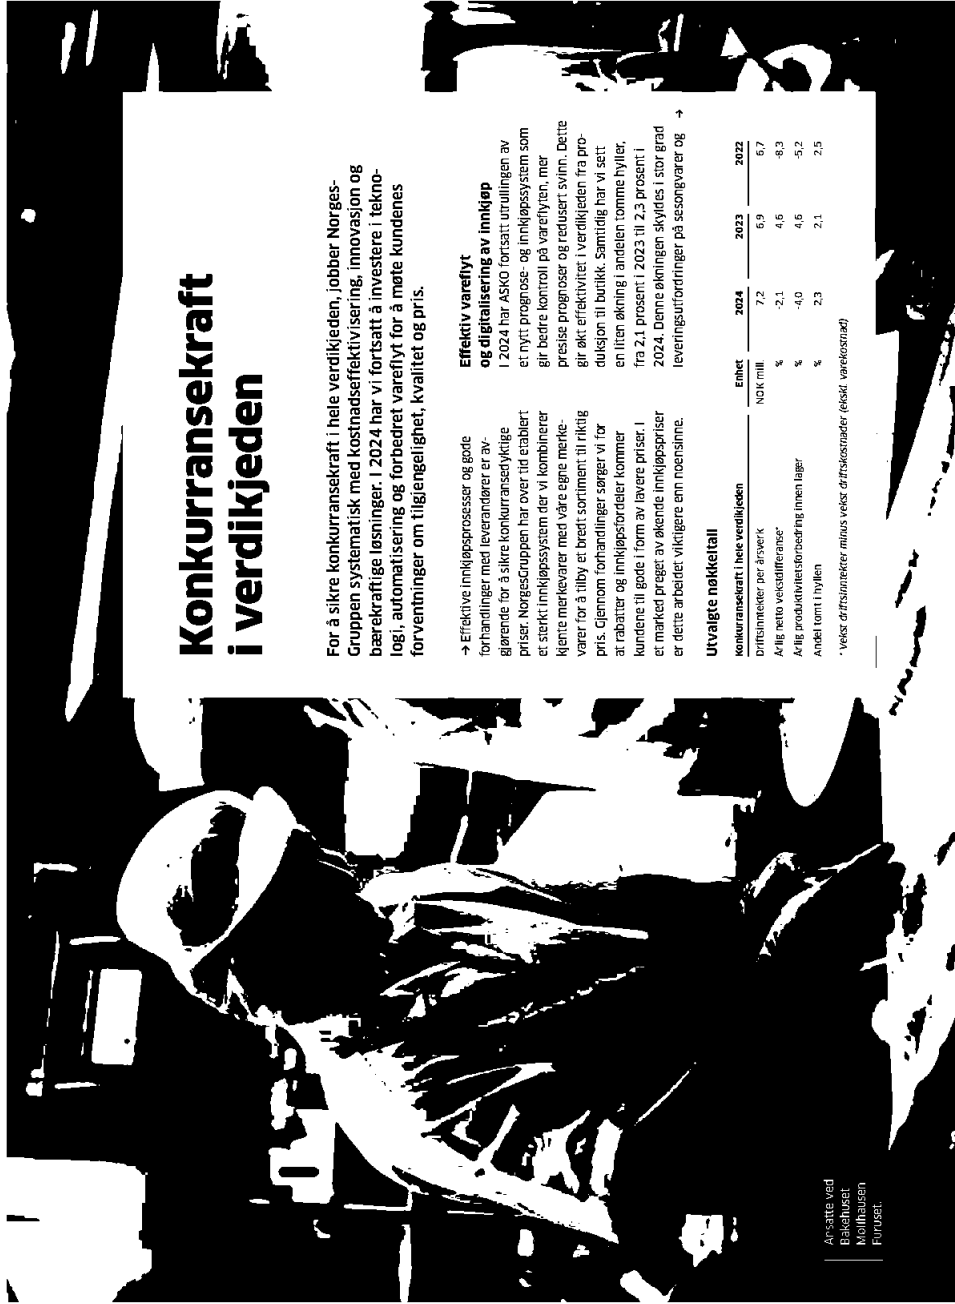 Konkurransekraft
i verdikjeden
For å sikre konkurransekraft i hele verdikjeden, jobber Norges-
Gruppen systematisk med kostnadseffektivisering, innovasjon og
bærekraftige løsninger. I 2024 har vi fortsatt å investere i tekno-
logi, automatisering og forbedret vareflyt for å møte kundenes
forventninger om tilgjengelighet, kvalitet og pris.
→ Effektive innkjøpsprosesser og gode
forhandlinger med leverandører er av-
gjørende for å sikre konkurransedyktige
priser. NorgesGruppen har over tid etablert
et sterkt innkjøpssystem der vi kombinerer
kjente merkevarer med våre egne merke-
varer for å tilby et bredt sortiment til riktig
pris. Gjennom forhandlinger sørger vi for
at rabatter og innkjøpsfordeler kommer
kundene til gode i form av lavere priser. I
et marked preget av økende innkjøpspriser
er dette arbeidet viktigere enn noensinne.
Effektiv vareflyt
og digitalisering av innkjøp
I 2024 har ASKO fortsatt utrullingen av
et nytt prognose- og innkjøpssystem som
gir bedre kontroll på vareflyten, mer
presise prognoser og redusert svinn. Dette
gir økt effektivitet i verdikjeden fra pro-
duksjon til butikk. Samtidig har vi sett
en liten økning i andelen tomme hyller,
fra 2,1 prosent i 2023 til 2,3 prosent i
2024. Denne økningen skyldes i stor grad
leveringsutfordringer på sesongvarer og →
Utvalgte nøkkeltall
Konkurransekraft i hele verdikjeden Enhet 2024 2023 2022
Driftsinntekter per årsverk NOK mill. 7,2 6,9 6,7
Årlig netto vekstdifferanse* % -2,1 4,6 -8,3
Årlig produktivitetsforbedring innen lager % -4,0 4,6 -5,2
Andel tomt i hyllen % 2,3 2,1 2,5
* Vekst driftsinntekter minus vekst driftskostnader (ekskl. varekostnad)
Ansatte ved
Bakehuset
Møllhausen
Furuset.